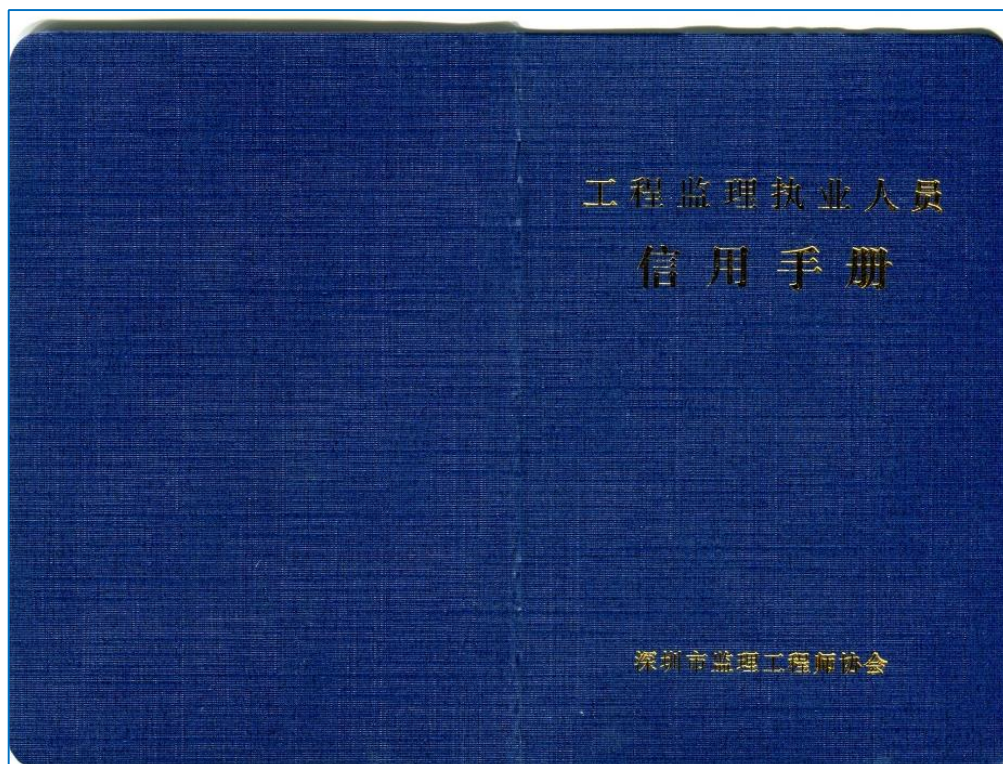 工程监理执业人员
信用手册
深圳市监理工程师协会